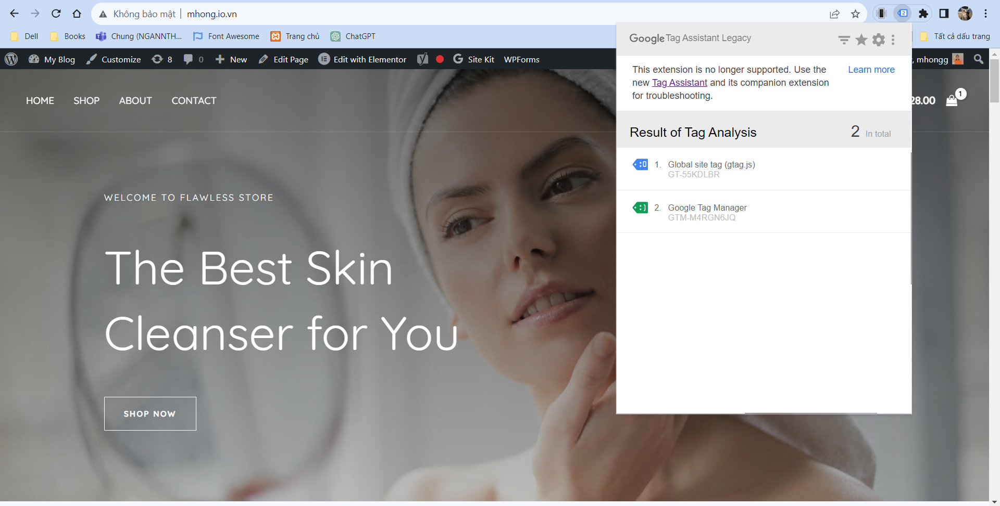 Không bảo mật
mhong.io.vn
2
Dell
Books
Chung (NGANNTH...
Font Awesome
Trang chủ
ChatGPT
Tất cả dấu trang
My Blog
Customize
8
0
New
Edit Page
Edit with Elementor
Site Kit
WPForms
, mhongg
HOME
SHOP
ABOUT
CONTACT
28.00
1
Google Tag Assistant Legacy
This extension is no longer supported. Use the
new Tag Assistant and its companion extension
for troubleshooting.
Learn more
Result of Tag Analysis
2 In total
1. Global site tag (gtag.js)
GT-55KDLBR
2. Google Tag Manager
GTM-M4RGN6JQ
WELCOME TO FLAWLESS STORE
The Best Skin
Cleanser for You
SHOP NOW